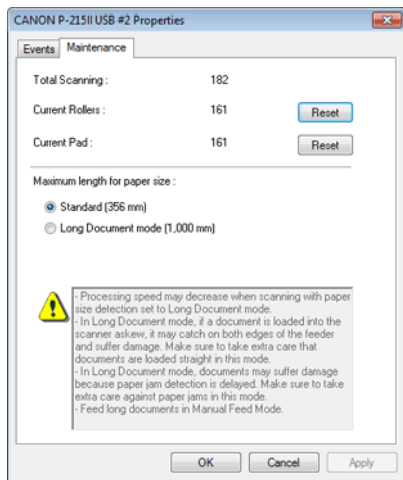 CANON P-215II USB #2 Properties
Events Maintenance
Total Scanning : 182
Current Rollers : 161 Reset
Current Pad : 161 Reset
Maximum length for paper size :
Standard (356 mm)
Long Document mode (1,000 mm)
- Processing speed may decrease when scanning with paper
size detection set to Long Document mode.
- In Long Document mode, if a document is loaded into the
scanner askew, it may catch on both edges of the feeder
and suffer damage. Make sure to take extra care that
documents are loaded straight in this mode.
- In Long Document mode, documents may suffer damage
because paper jam detection is delayed. Make sure to take
extra care against paper jams in this mode.
- Feed long documents in Manual Feed Mode.
OK Cancel Apply